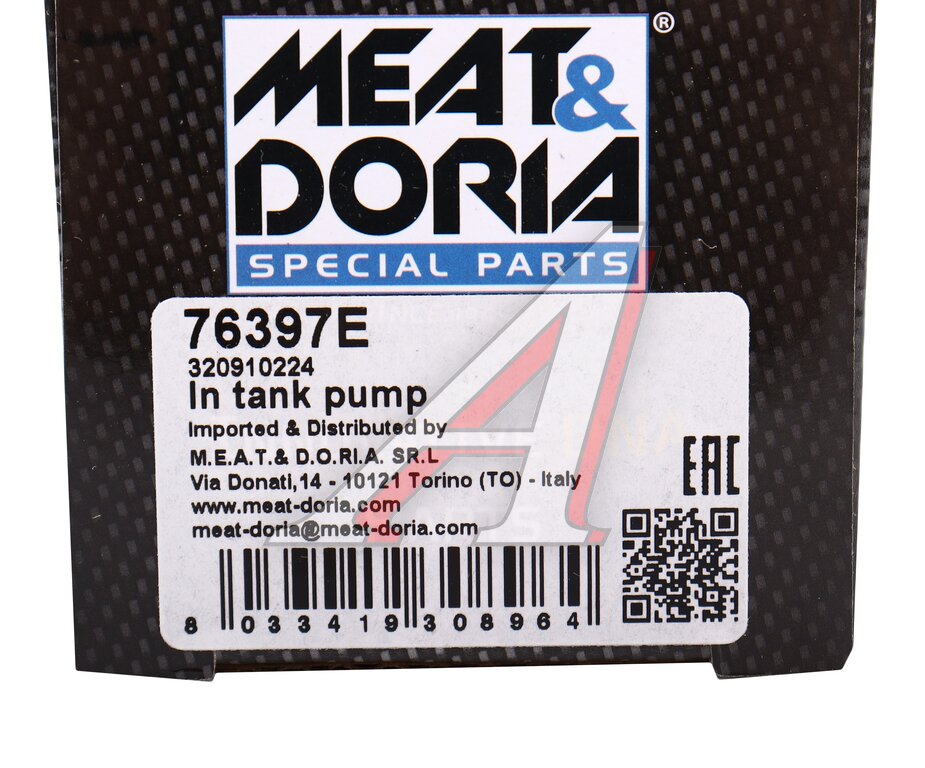 MEAT&
®
DORIA
SPECIAL PARTS
76397E
320910224
In tank pump
Imported & Distributed by
M.E.A.T.& D.O.RI.A. SR.L
Via Donati,14 - 10121 Torino (TO) - Italy
www.meat-doria.com
meat-doria@meat-doria.com
EAC
8 033419 308964